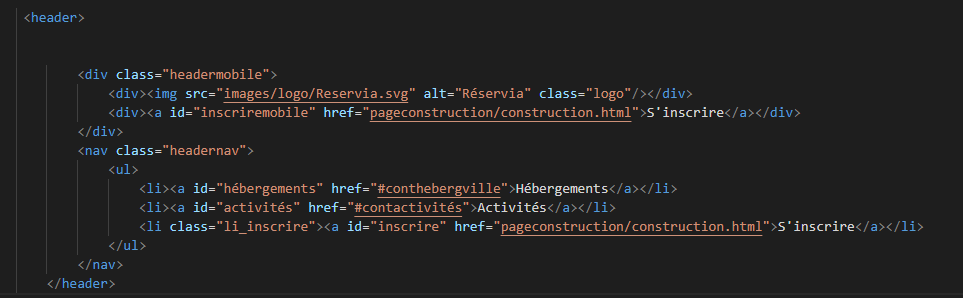 <header>
<div class="headermobile">
<div><img src="images/logo/Reservia.svg" alt="Réservia" class="logo"/></div>
<div><a id="inscriremobile" href="pageconstruction/construction.html">S'inscrire</a></div>
</div>
<nav class="headernav">
<ul>
<li><a id="hébergements" href="#conthebergville">Hébergements</a></li>
<li><a id="activités" href="#contactivités">Activités</a></li>
<li class="li_inscrire"><a id="inscrire" href="pageconstruction/construction.html">S'inscrire</a></li>
</ul>
</nav>
</header>